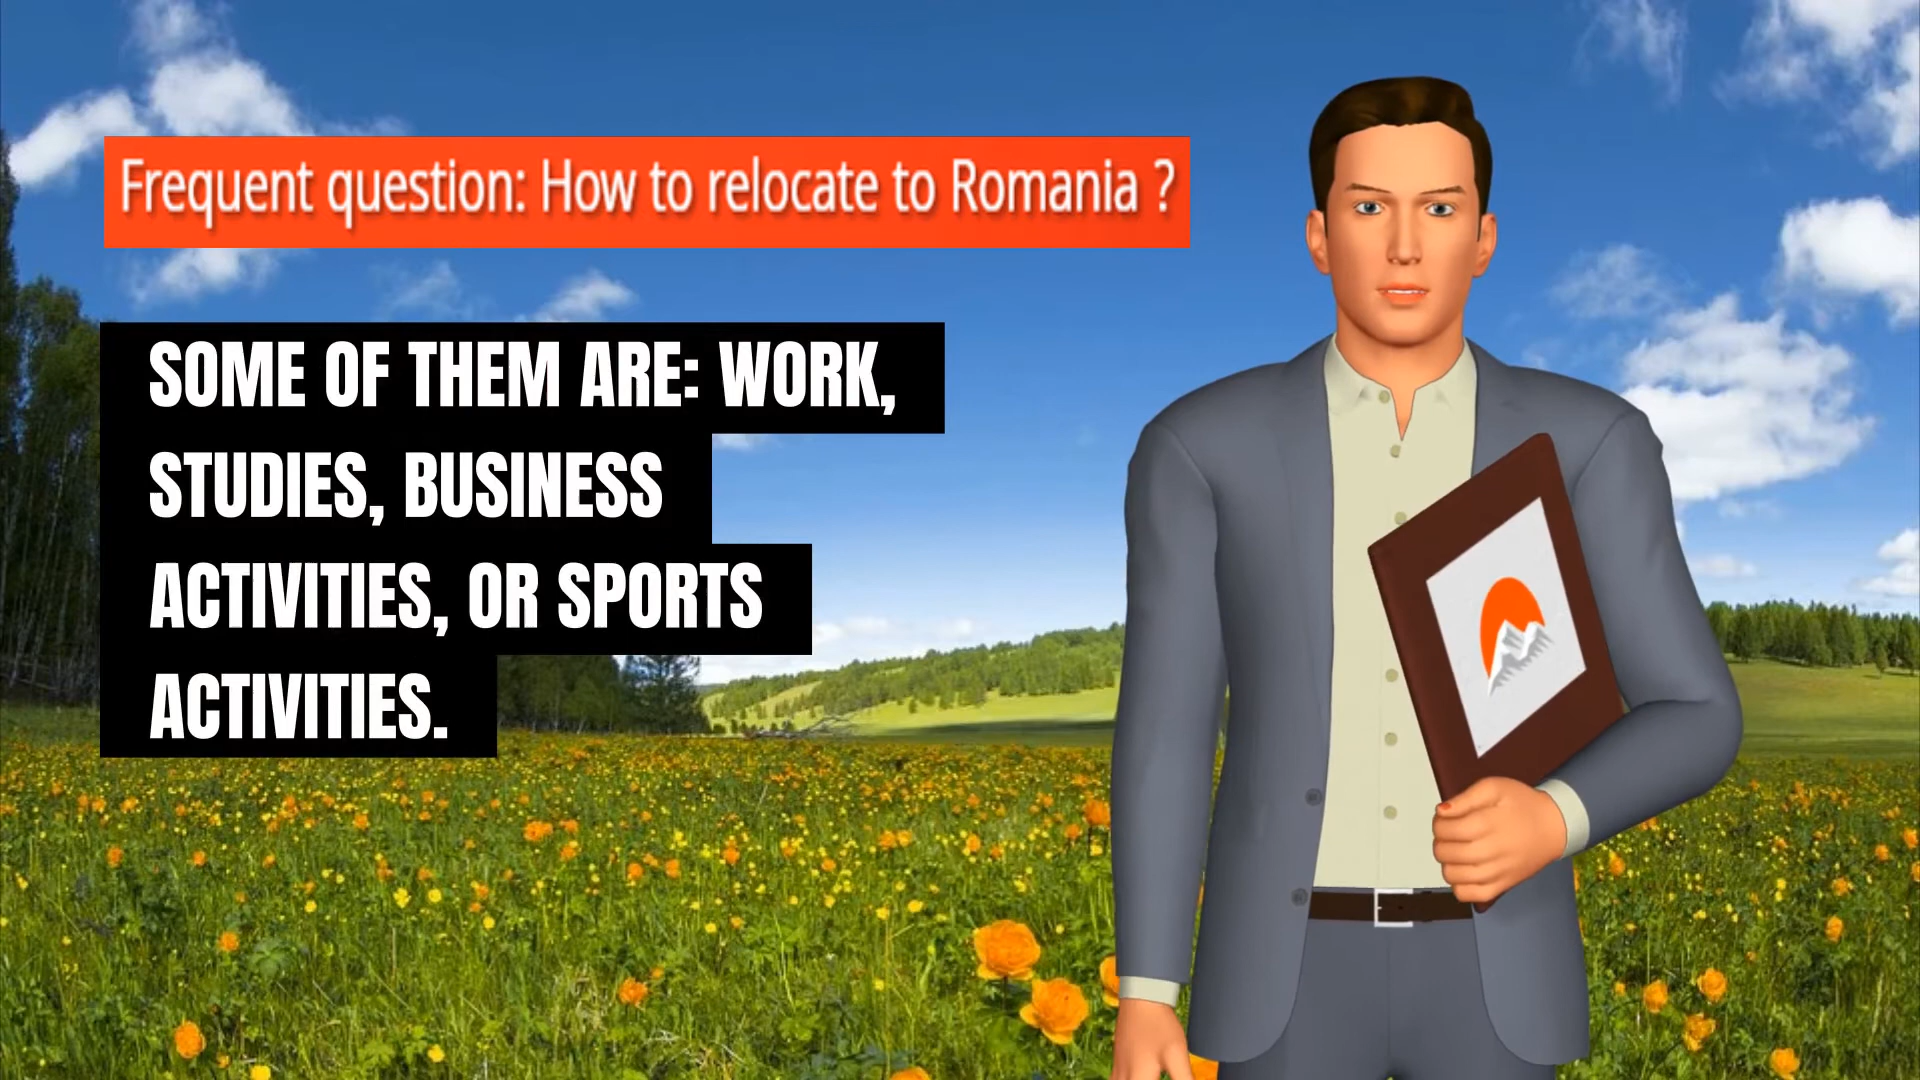 Frequent question: How to relocate to Romania ?
SOME OF THEM ARE: WORK,
STUDIES, BUSINESS
ACTIVITIES, OR SPORTS
ACTIVITIES.